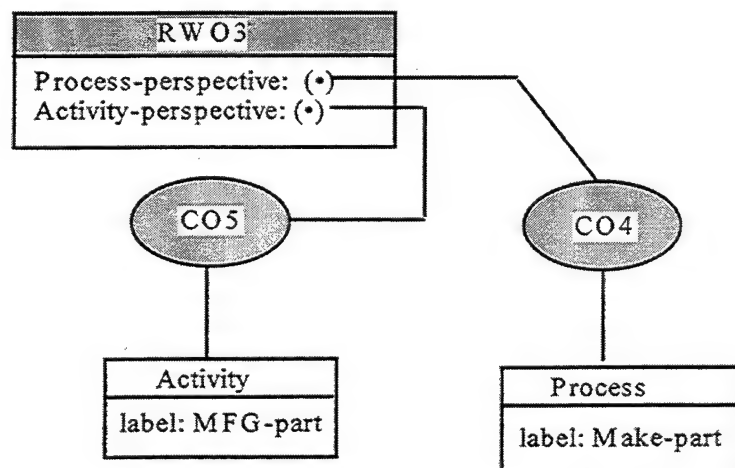 RWO3
Process-perspective: (•)
Activity-perspective: (•)
CO5
CO4
Activity
label: MFG-part
Process
label: Make-part